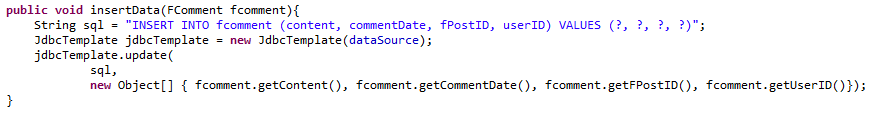 public void insertData(FComment fcomment){
    String sql = "INSERT INTO fcomment (content, commentDate, fPostID, userID) VALUES (?, ?, ?, ?)";
    JdbcTemplate jdbcTemplate = new JdbcTemplate(dataSource);
    jdbcTemplate.update(
            sql,
            new Object[] { fcomment.getContent(), fcomment.getCommentDate(), fcomment.getFPostID(), fcomment.getUserID()});
}